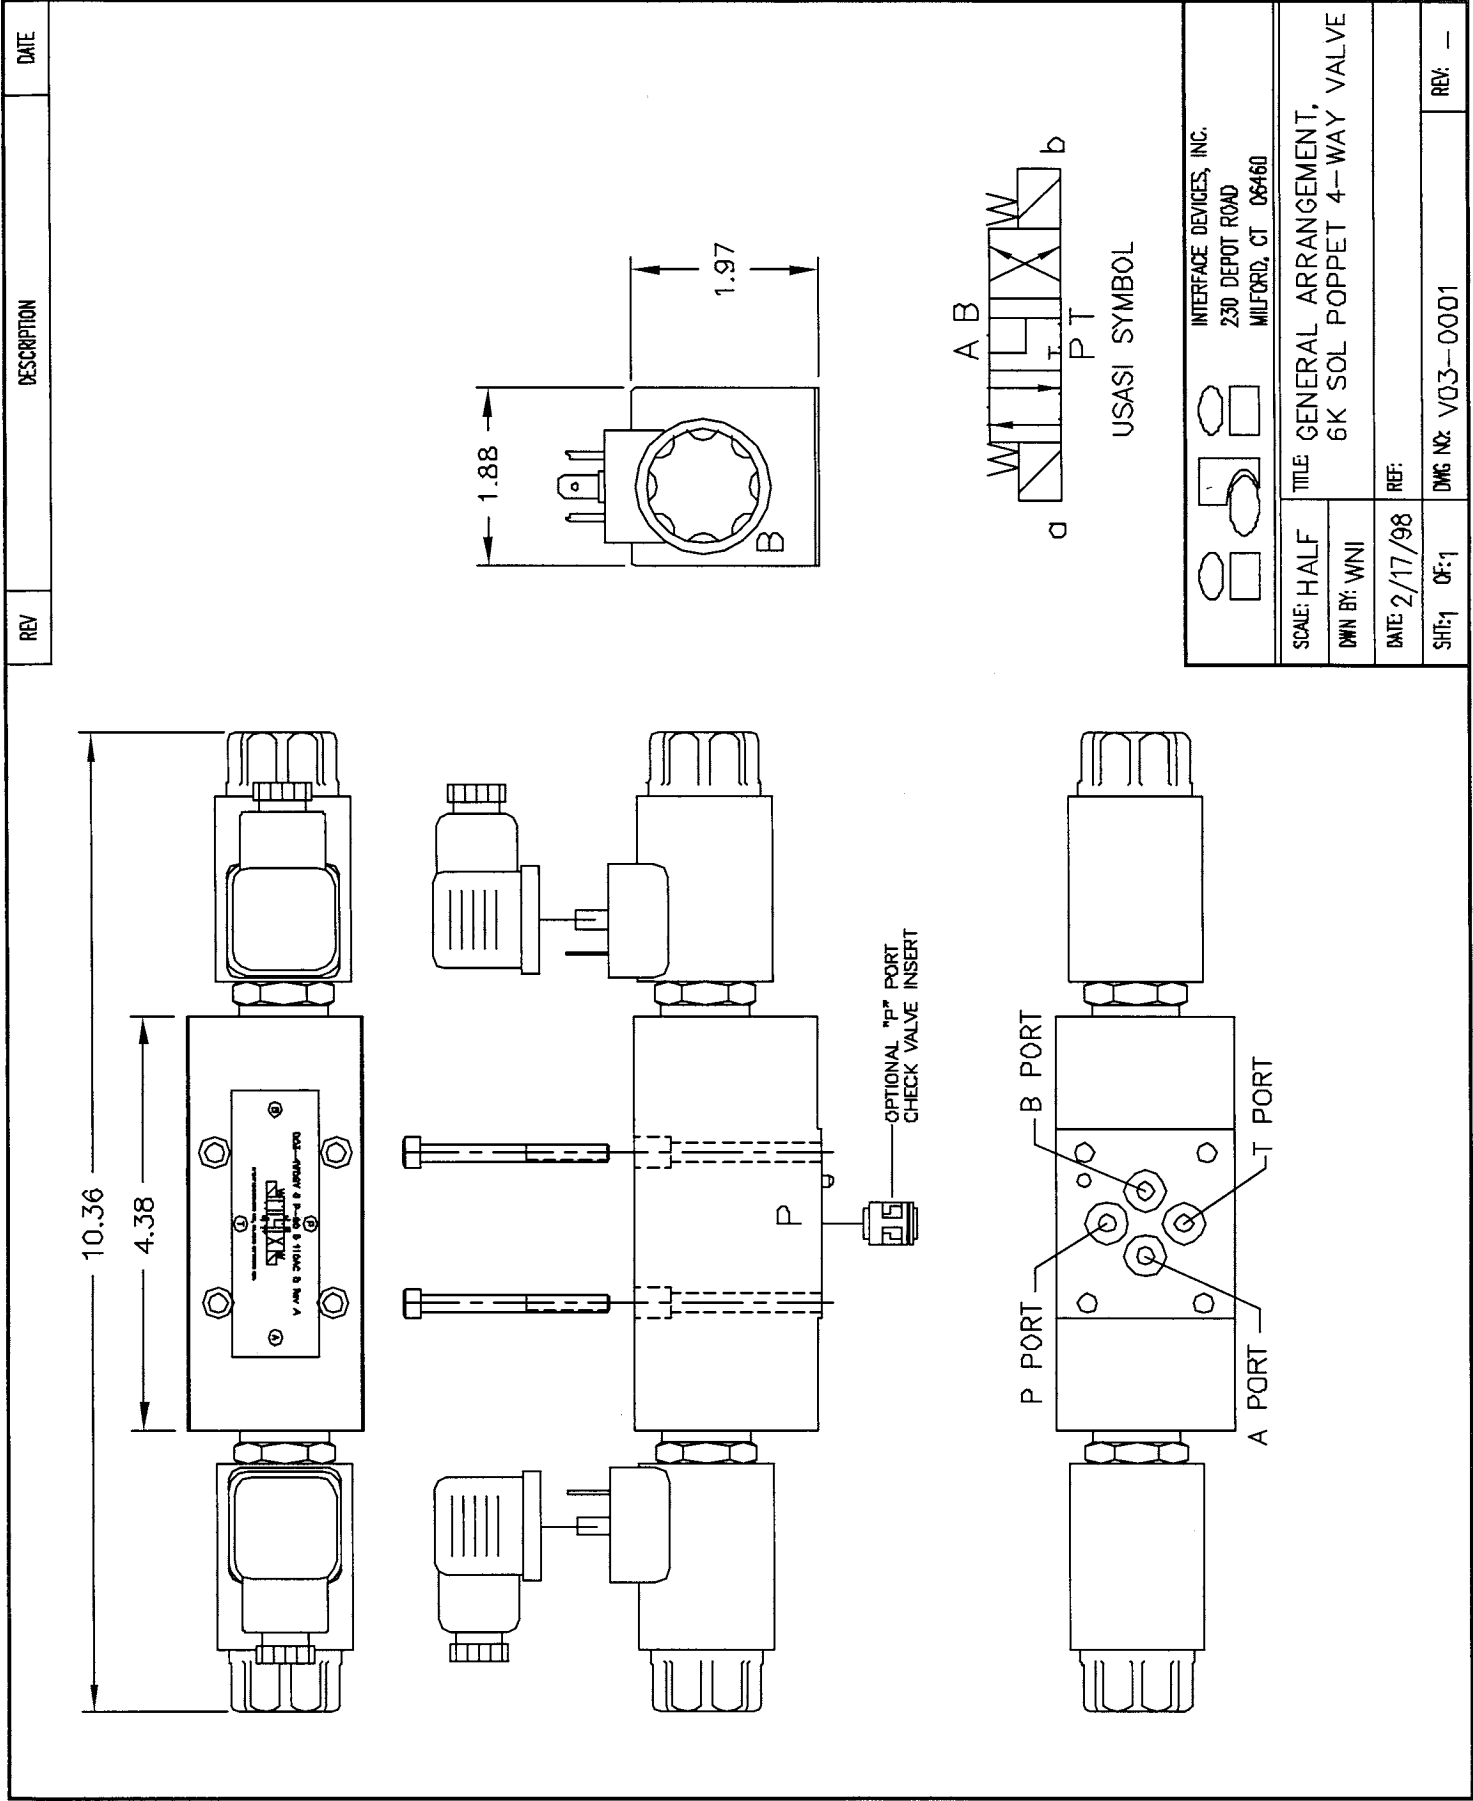 REV
DESCRIPTION
DATE
10.36
4.38
A
T
P
B
1.88
1.97
B
P
OPTIONAL "P" PORT
CHECK VALVE INSERT
A B
a
b
P T
USASI SYMBOL
P PORT
B PORT
A PORT
T PORT
INTERFACE DEVICES, INC.
230 DEPOT ROAD
MILFORD, CT 06460
SCALE: HALF
TITLE: GENERAL ARRANGEMENT,
6K SOL POPPET 4-WAY VALVE
DWN BY: WNI
DATE: 2/17/98
REF:
SHT:1 OF:1
DWG NO: V03-0001
REV: -